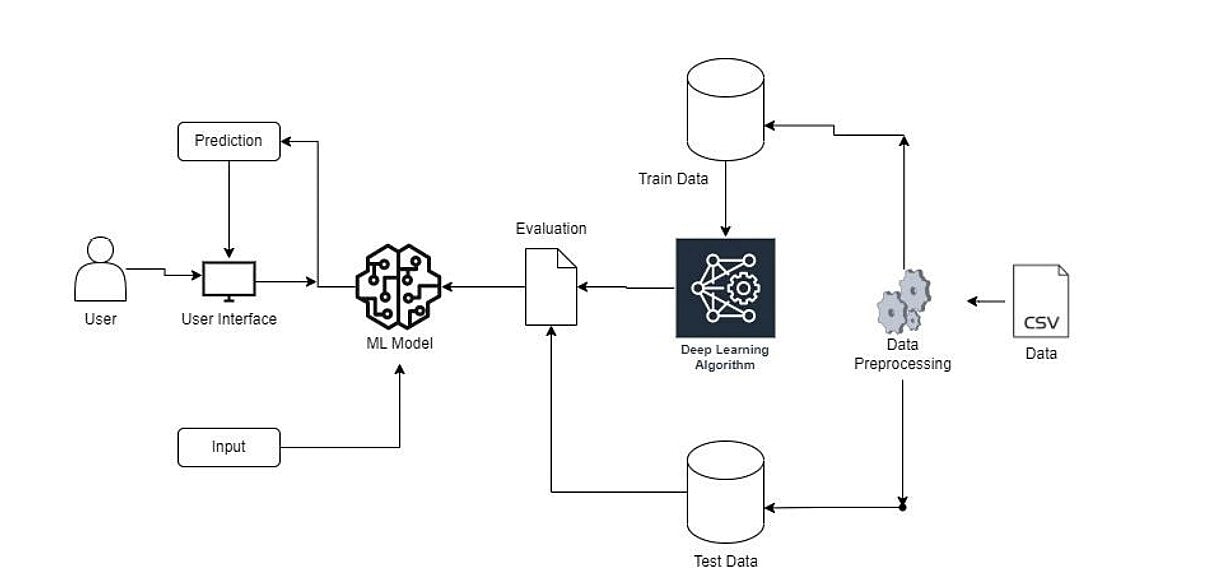 Prediction
Train Data
Evaluation
User
User Interface
ML Model
Deep Learning
Algorithm
Data
Preprocessing
CSV
Data
Input
Test Data